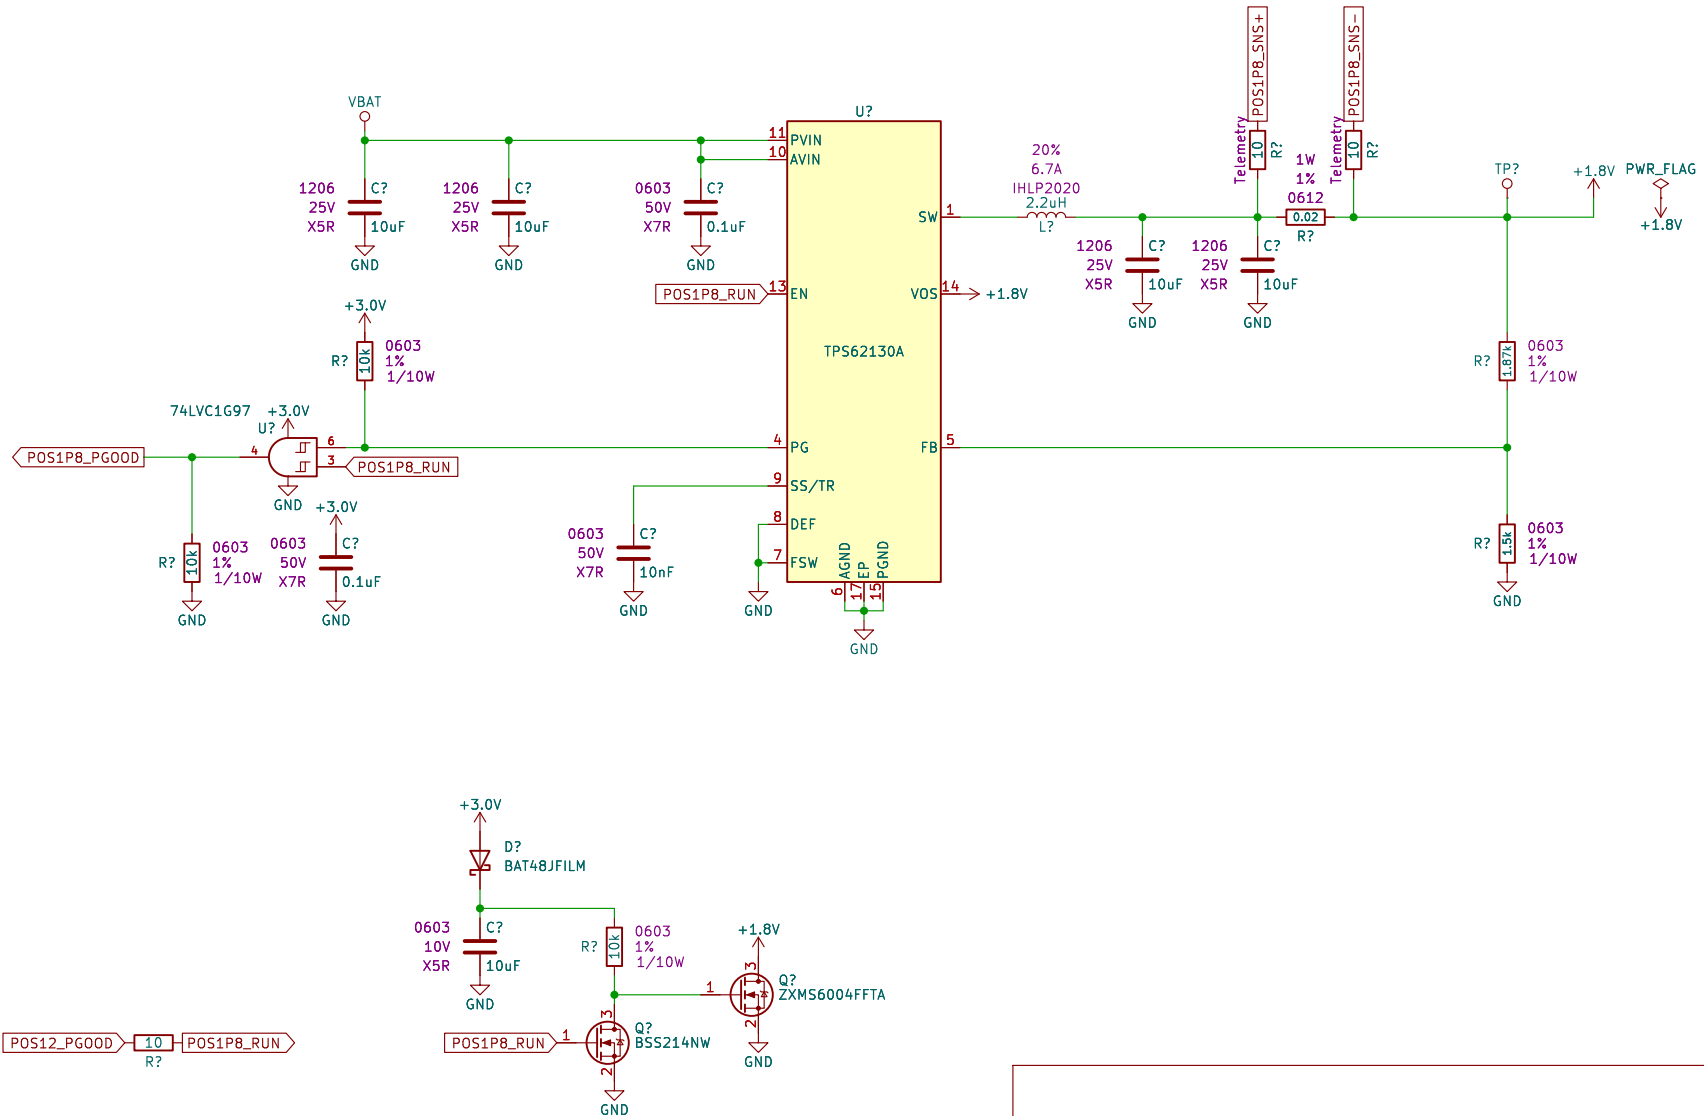 POS1P8_SNS+
POS1P8_SNS-
Telemetry
10
R?
Telemetry
10
R?
VBAT
1206
25V
X5R
C?
10uF
GND
1206
25V
X5R
C?
10uF
GND
0603
50V
X7R
C?
0.1uF
GND
U?
11
PVIN
10
AVIN
POS1P8_RUN
13
EN
TPS62130A
4
PG
9
SS/TR
8
DEF
7
FSW
SW
1
VOS
14
+1.8V
FB
5
AGND
6
EP
17
PGND
15
GND
20%
6.7A
IHLP2020
2.2uH
L?
1206
25V
X5R
C?
10uF
GND
1206
25V
X5R
C?
10uF
GND
1W
1%
0612
0.02
R?
TP?
+1.8V
PWR_FLAG
+1.8V
R?
1.87k
0603
1%
1/10W
R?
1.5k
0603
1%
1/10W
GND
+3.0V
R?
10k
0603
1%
1/10W
74LVC1G97
U?
+3.0V
POS1P8_PGOOD
4
6
3
POS1P8_RUN
GND
R?
10k
0603
1%
1/10W
GND
+3.0V
0603
50V
X7R
C?
0.1uF
GND
0603
50V
X7R
C?
10nF
GND
GND
+3.0V
D?
BAT48JFILM
0603
10V
X5R
C?
10uF
GND
R?
10k
0603
1%
1/10W
+1.8V
3
1
Q?
ZXMS6004FFTA
2
GND
POS1P8_RUN
1
3
Q?
BSS214NW
2
GND
POS12_PGOOD
10
R?
POS1P8_RUN